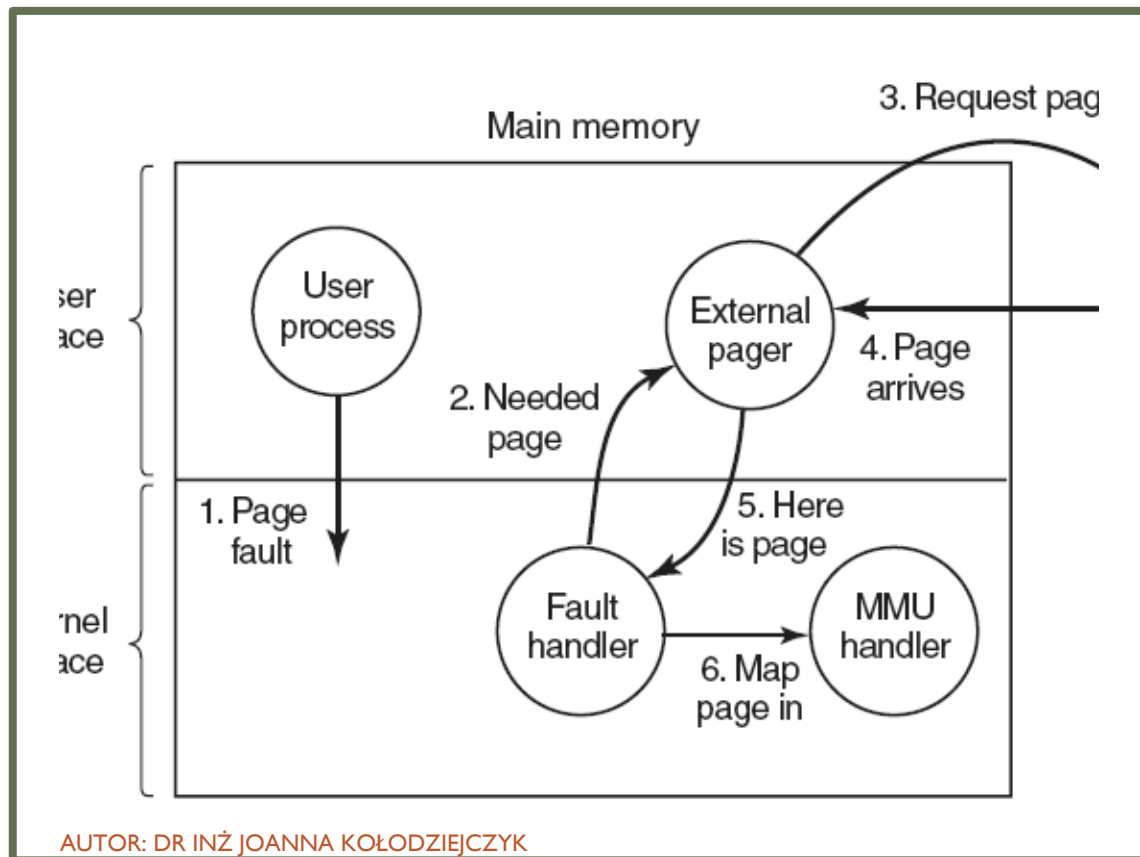 3. Request pag
Main memory
User
process
External
pager
ser
ace
4. Page
arrives
2. Needed
page
1. Page
fault
5. Here
is page
Fault
handler
MMU
handler
rnel
ace
6. Map
page in
AUTOR: DR INŻ JOANNA KOŁODZIEJCZYK